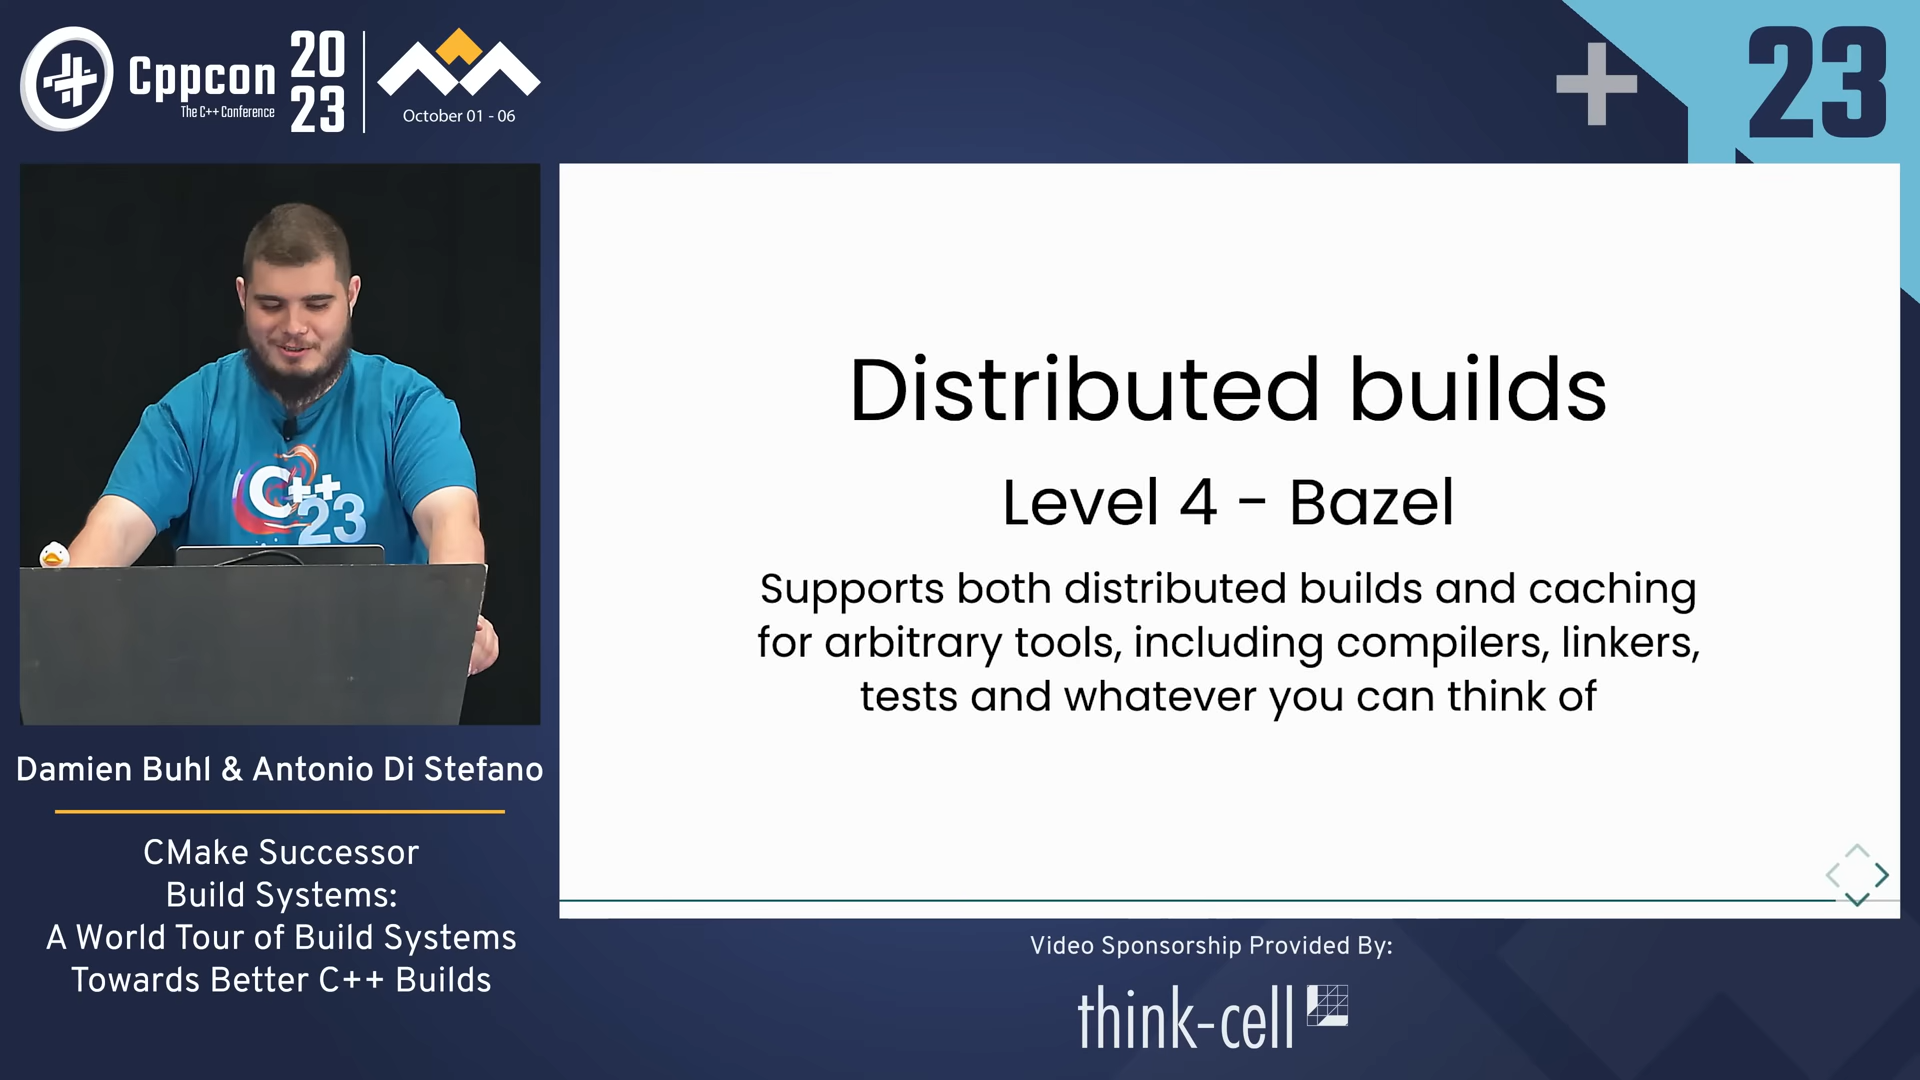 Cppcon
The C++ Conference
20
23
October 01 - 06
23
Distributed builds
Level 4 - Bazel
Supports both distributed builds and caching
for arbitrary tools, including compilers, linkers,
tests and whatever you can think of
C++
23
Damien Buhl & Antonio Di Stefano
CMake Successor
Build Systems:
A World Tour of Build Systems
Towards Better C++ Builds
Video Sponsorship Provided By:
think-cell